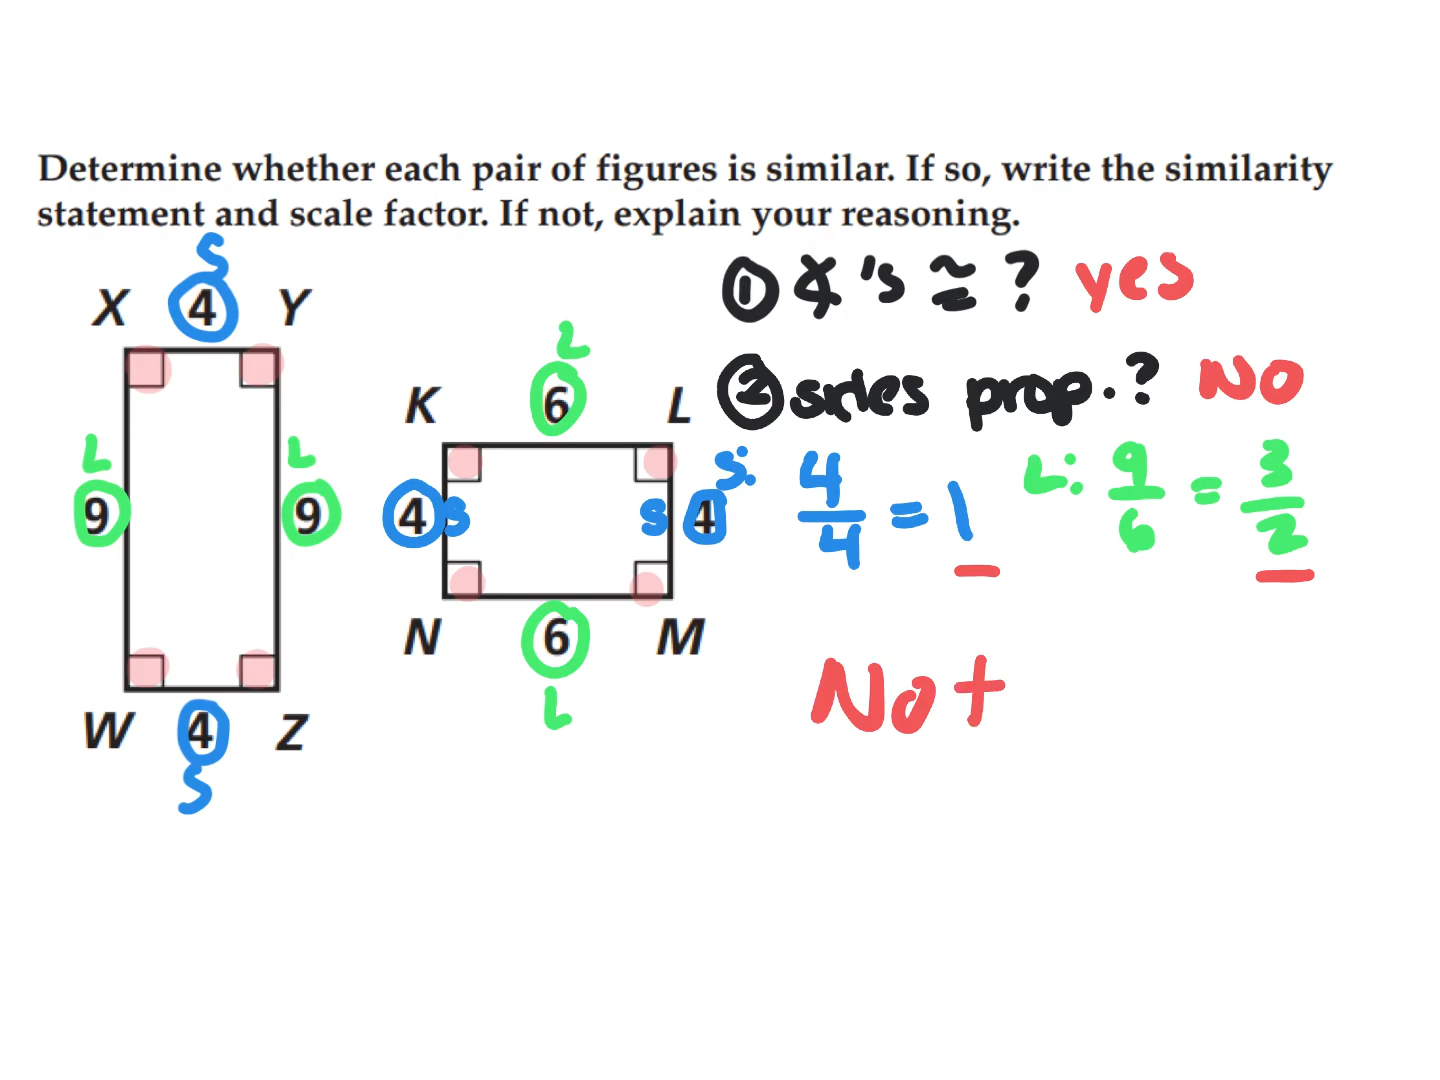 Determine whether each pair of figures is similar. If so, write the similarity
statement and scale factor. If not, explain your reasoning.
S
X 4 Y
① ∡'s ≅ ? yes
L
K 6 L
② sides prop. ? NO
L L
9 9
4 S S 4
S: 4/4 = 1 L: 9/6 = 3/2
N 6 M
L
W 4 Z
S
Not